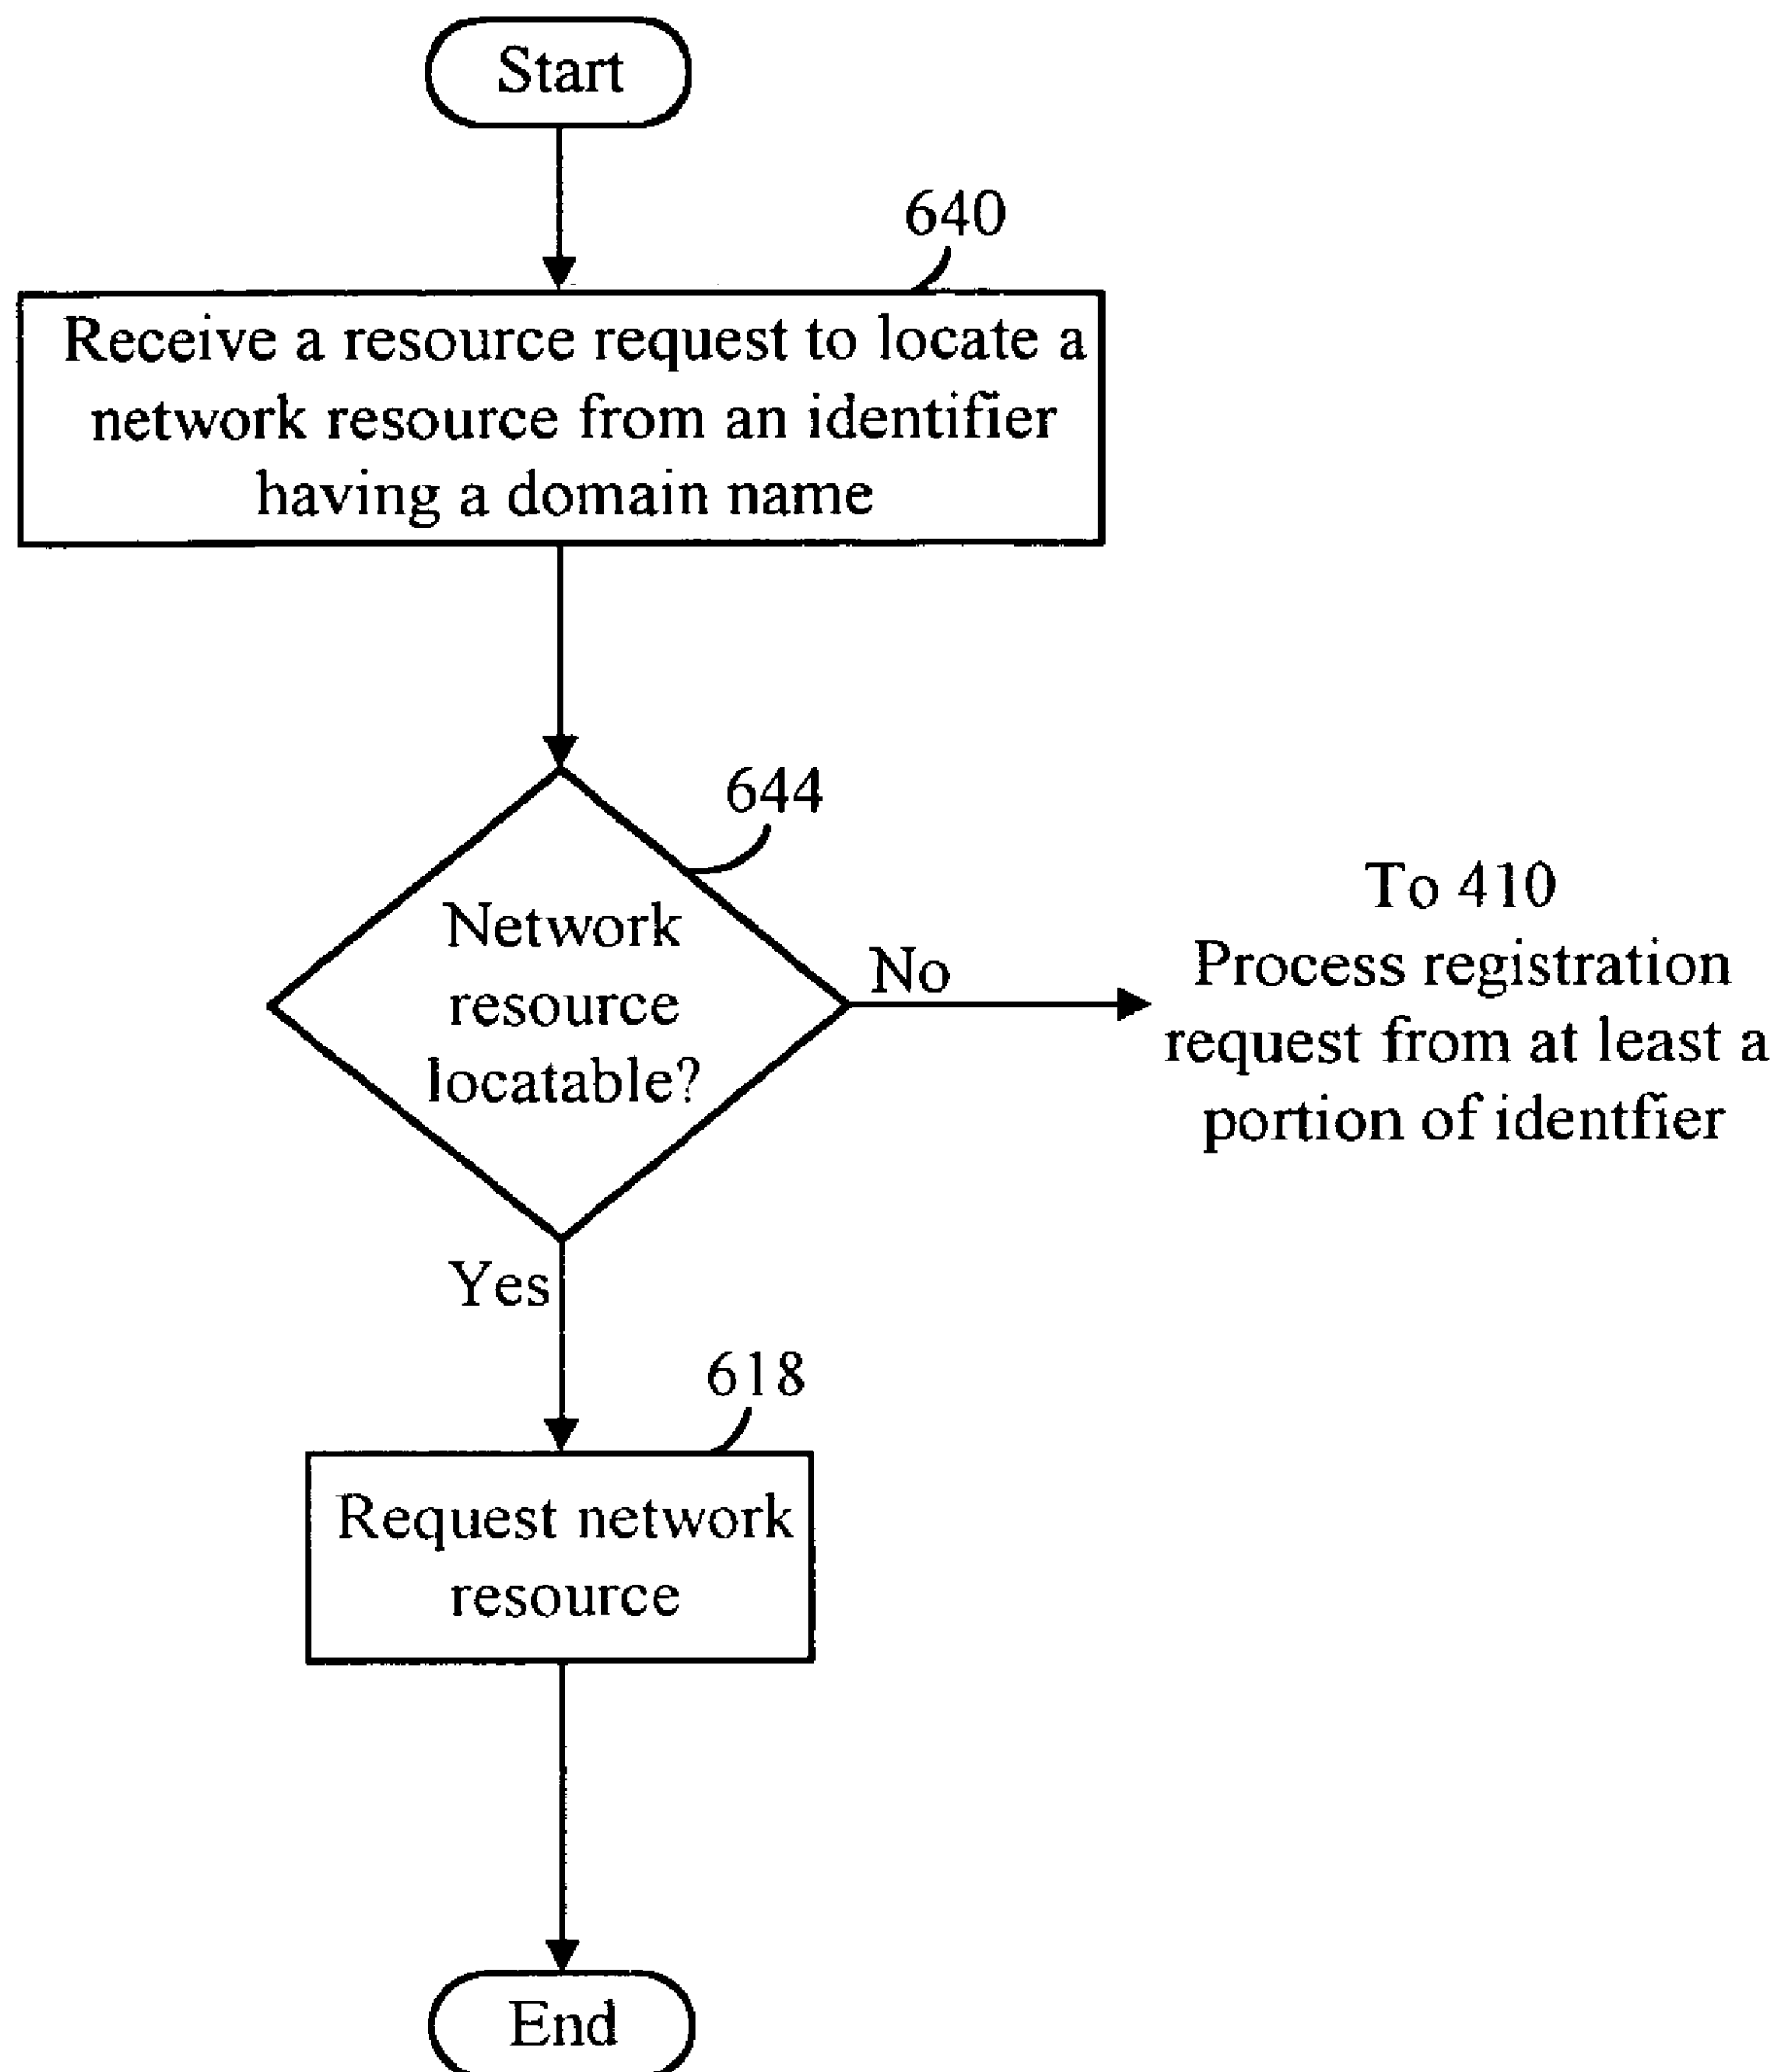 Start
640
Receive a resource request to locate a
network resource from an identifier
having a domain name
644
Network
resource
locatable?
No
To 410
Process registration
request from at least a
portion of identfier
Yes
618
Request network
resource
End